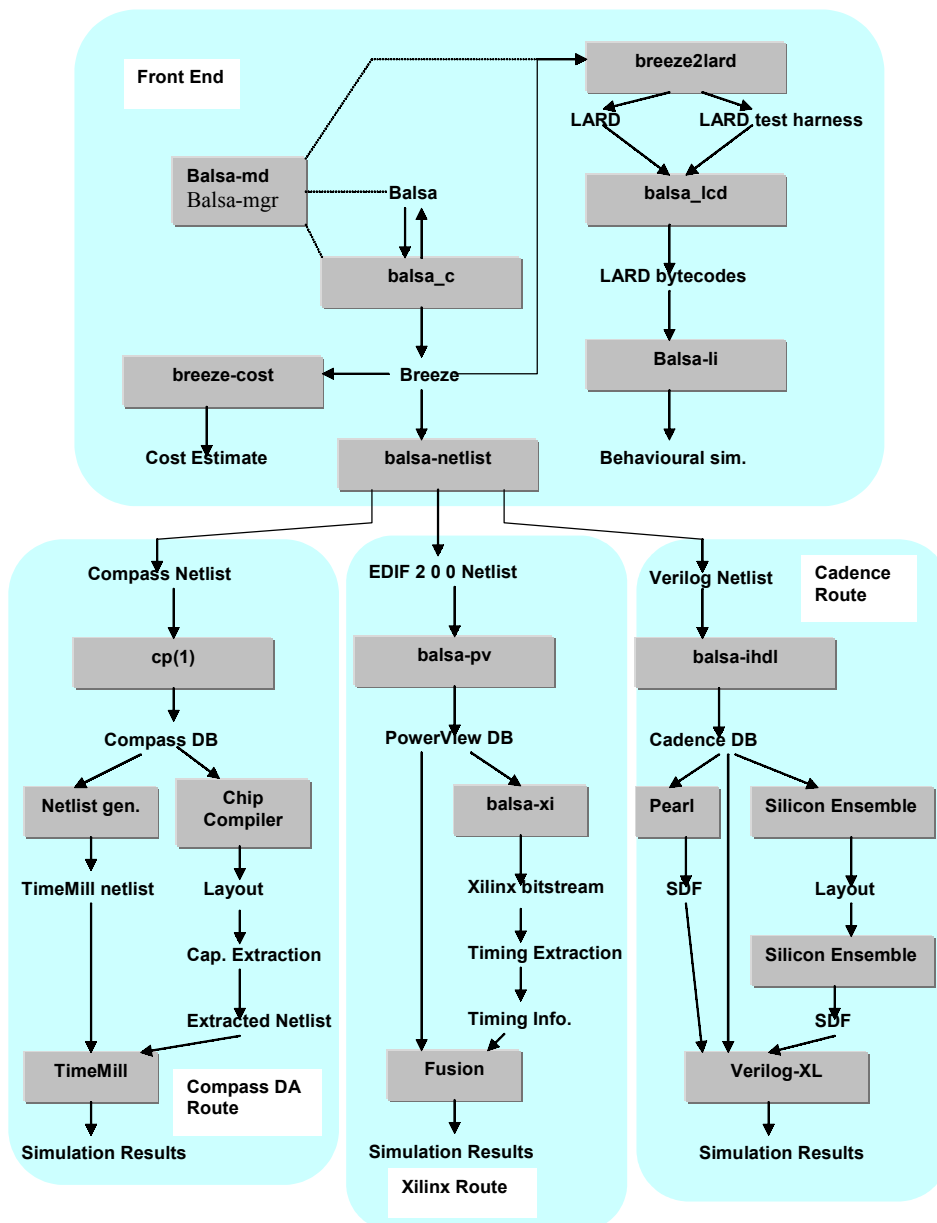 Front End
breeze2lard
LARD
LARD test harness
Balsa-md
Balsa-mgr
Balsa
balsa_lcd
balsa_c
LARD bytecodes
breeze-cost
Breeze
Balsa-li
Cost Estimate
balsa-netlist
Behavioural sim.
Compass Netlist
cp(1)
Compass DB
Netlist gen.
Chip
Compiler
TimeMill netlist
Layout
Cap. Extraction
Extracted Netlist
TimeMill
Compass DA
Route
Simulation Results
EDIF 2 0 0 Netlist
balsa-pv
PowerView DB
balsa-xi
Xilinx bitstream
Timing Extraction
Timing Info.
Fusion
Simulation Results
Xilinx Route
Verilog Netlist
Cadence
Route
balsa-ihdl
Cadence DB
Pearl
Silicon Ensemble
SDF
Layout
Silicon Ensemble
SDF
Verilog-XL
Simulation Results